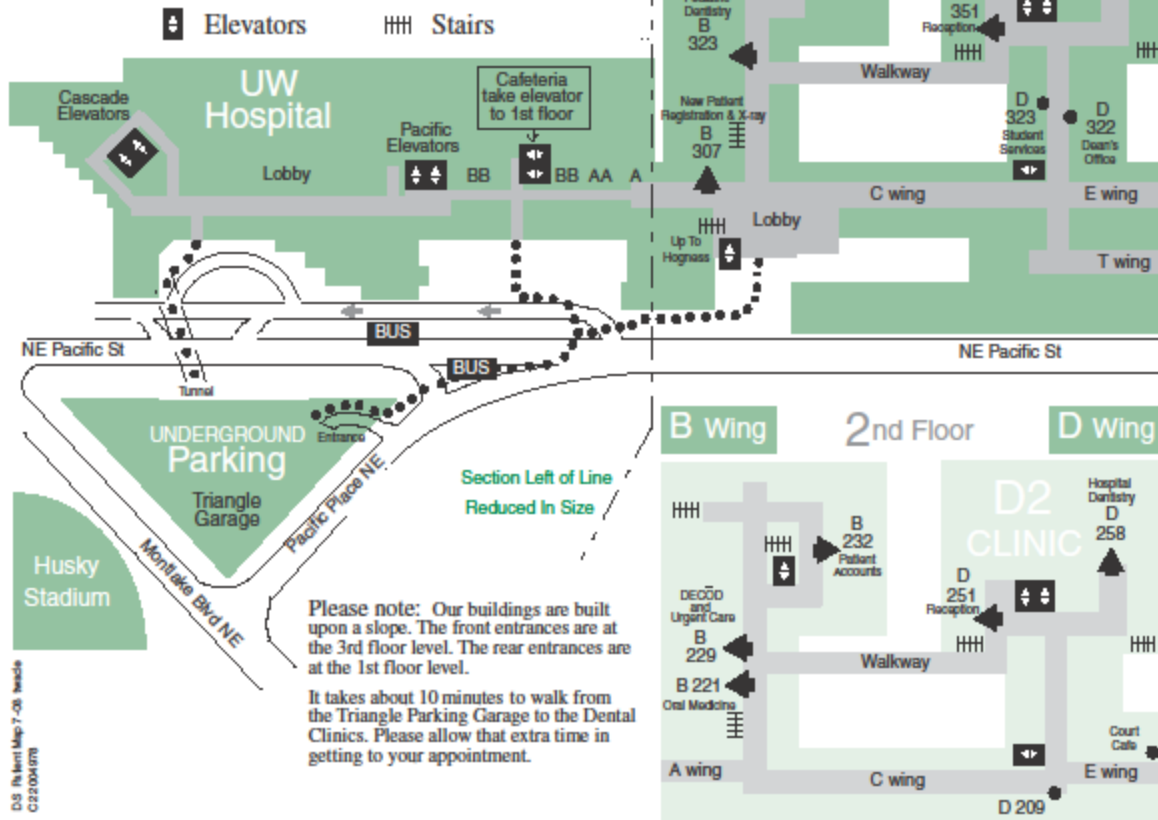 Elevators
Stairs
Dentistry
B
323
351
Reception
Walkway
UW
Hospital
Cascade
Elevators
Cafeteria
take elevator
to 1st floor
Pacific
Elevators
Lobby
BB
BB
AA
A
New Patient
Registration & X-ray
B
307
D
323
Student
Services
D
322
Dean's
Office
C wing
E wing
Lobby
Up To
Hogness
T wing
BUS
NE Pacific St
NE Pacific St
BUS
Tunnel
UNDERGROUND
Parking
Entrance
Triangle
Garage
Pacific Place NE
Montlake Blvd NE
Husky
Stadium
Section Left of Line
Reduced In Size
B Wing
2nd Floor
D Wing
D2
CLINIC
Hospital
Dentistry
D
258
B
232
Patient
Accounts
D
251
Reception
DECOD
and
Urgent Care
B
229
B 221
Oral Medicine
Walkway
Court
Cafe
A wing
C wing
E wing
D 209
Please note: Our buildings are built
upon a slope. The front entrances are at
the 3rd floor level. The rear entrances are
at the 1st floor level.
It takes about 10 minutes to walk from
the Triangle Parking Garage to the Dental
Clinics. Please allow that extra time in
getting to your appointment.
DS Patient Map 7-08
C22004978